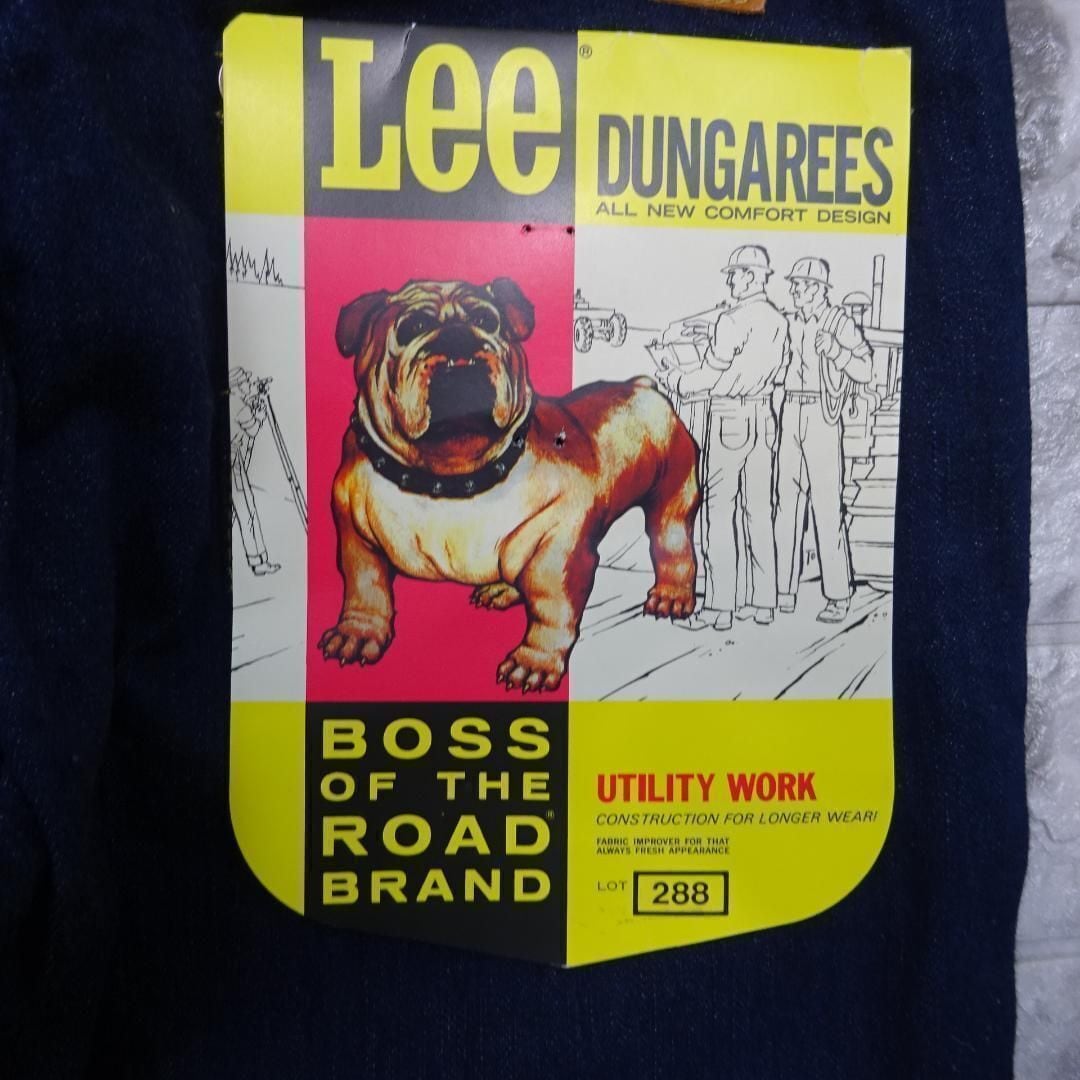 Lee®
DUNGAREES
ALL NEW COMFORT DESIGN
BOSS
OF THE
ROAD®
BRAND
UTILITY WORK
CONSTRUCTION FOR LONGER WEAR!
FABRIC IMPROVER FOR THAT
ALWAYS FRESH APPEARANCE
LOT 288